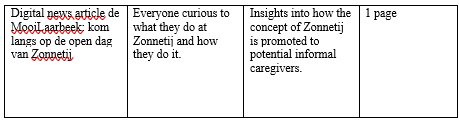 Digital news article de
MooiLaarbeek: kom
langs op de open dag
van Zonnetij.
Everyone curious to
what they do at
Zonnetij and how
they do it.
Insights into how the
concept of Zonnetij
is promoted to
potential informal
caregivers.
1 page